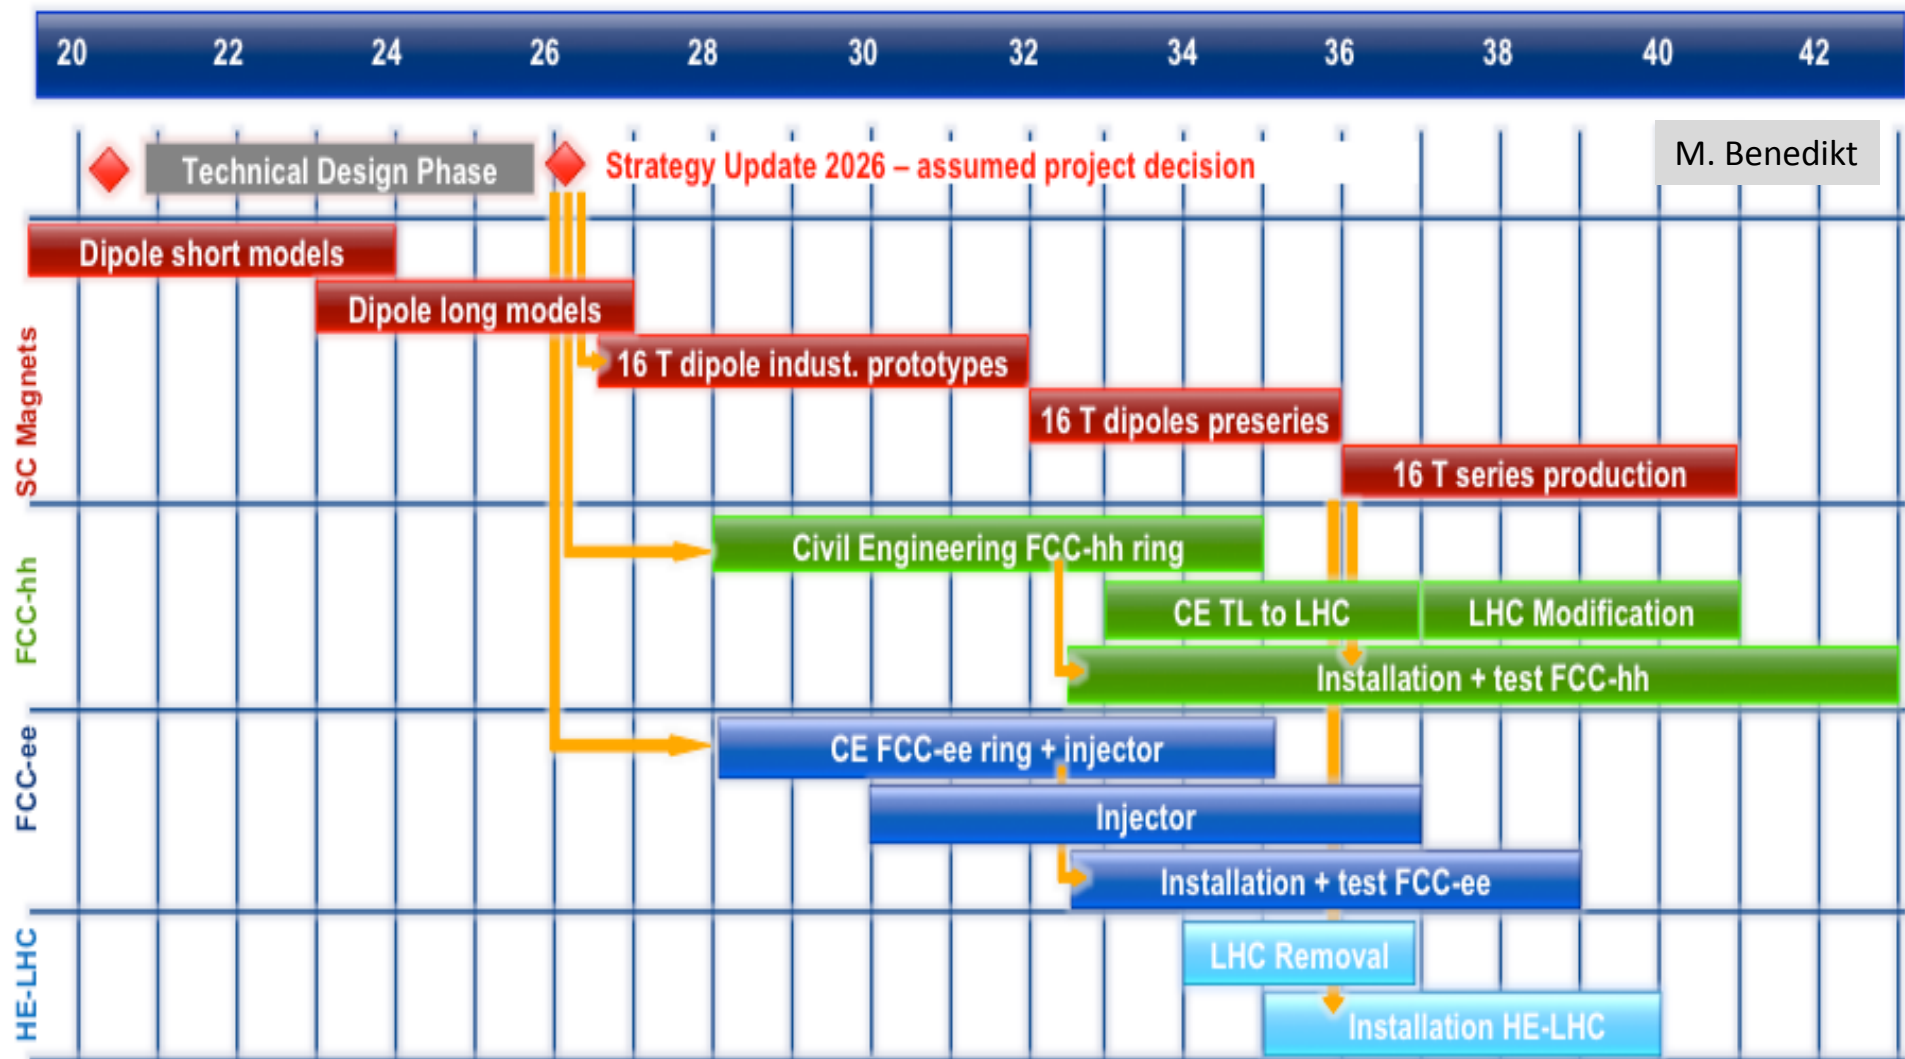 20 22 24 26 28 30 32 34 36 38 40 42
M. Benedikt
Technical Design Phase
Strategy Update 2026 – assumed project decision
SC Magnets
Dipole short models
Dipole long models
16 T dipole indust. prototypes
16 T dipoles preseries
16 T series production
FCC-hh
Civil Engineering FCC-hh ring
CE TL to LHC
LHC Modification
Installation + test FCC-hh
FCC-ee
CE FCC-ee ring + injector
Injector
Installation + test FCC-ee
HE-LHC
LHC Removal
Installation HE-LHC